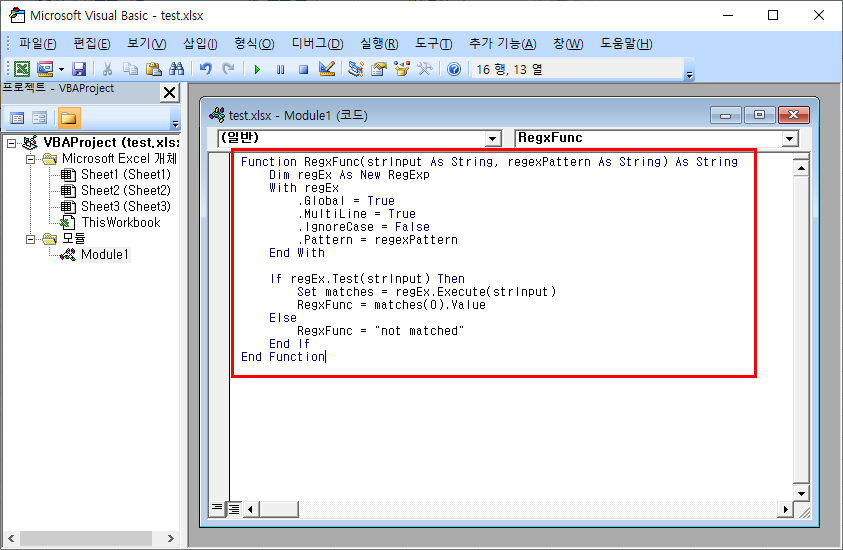 Microsoft Visual Basic - test.xlsx
파일(F) 편집(E) 보기(V) 삽입(I) 형식(O) 디버그(D) 실행(R) 도구(T) 추가 기능(A) 창(W) 도움말(H)
16 행, 13 열
프로젝트 - VBAProject
VBAProject (test.xls
Microsoft Excel 개체
Sheet1 (Sheet1)
Sheet2 (Sheet2)
Sheet3 (Sheet3)
ThisWorkbook
모듈
Module1
test.xlsx - Module1 (코드)
(일반) RegxFunc
Function RegxFunc(strInput As String, regexPattern As String) As String
    Dim regEx As New RegExp
    With regEx
        .Global = True
        .MultiLine = True
        .IgnoreCase = False
        .Pattern = regexPattern
    End With
    If regEx.Test(strInput) Then
        Set matches = regEx.Execute(strInput)
        RegxFunc = matches(0).Value
    Else
        RegxFunc = "not matched"
    End If
End Function